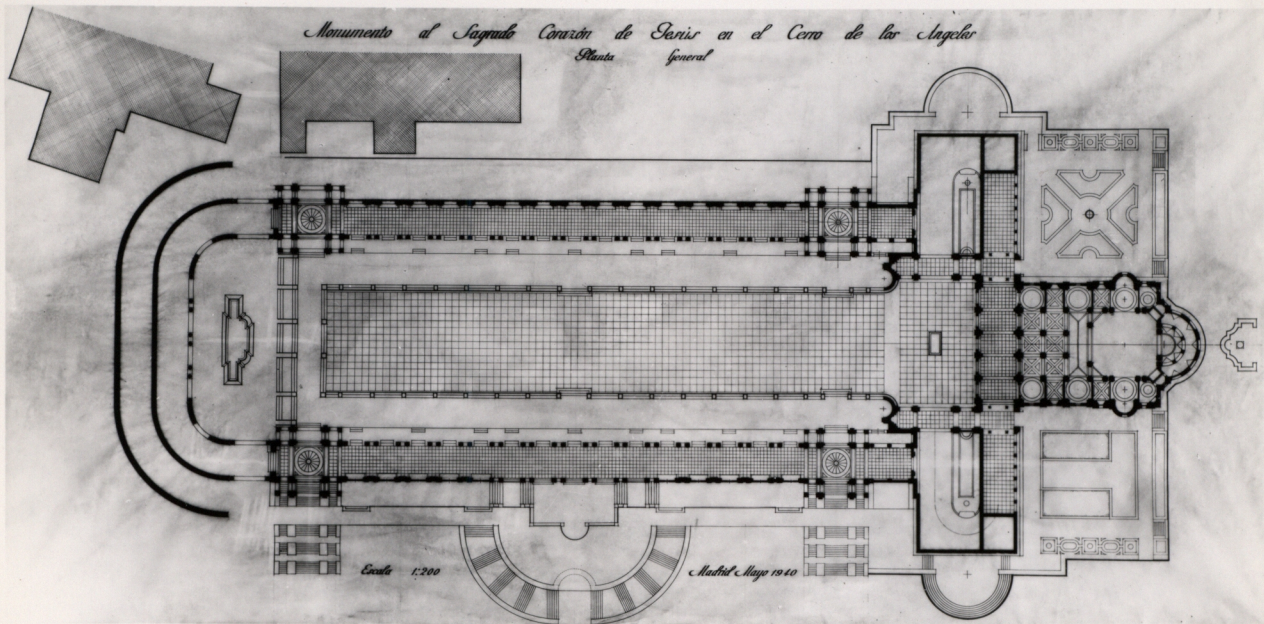 Monumento al Sagrado Corazón de Jesús en el Cerro de los Angeles
Planta General
Escala 1:200
Madrid Mayo 1940